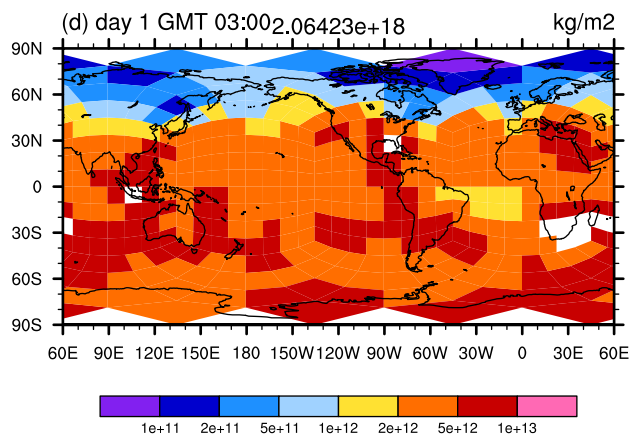 (d) day 1 GMT 03:00 2.06423e+18 kg/m2
90N
60N
30N
0
30S
60S
90S
60E 90E 120E 150E 180E 150W 120W 90W 60W 30W 0 30E 60E
1e+11 2e+11 5e+11 1e+12 2e+12 5e+12 1e+13